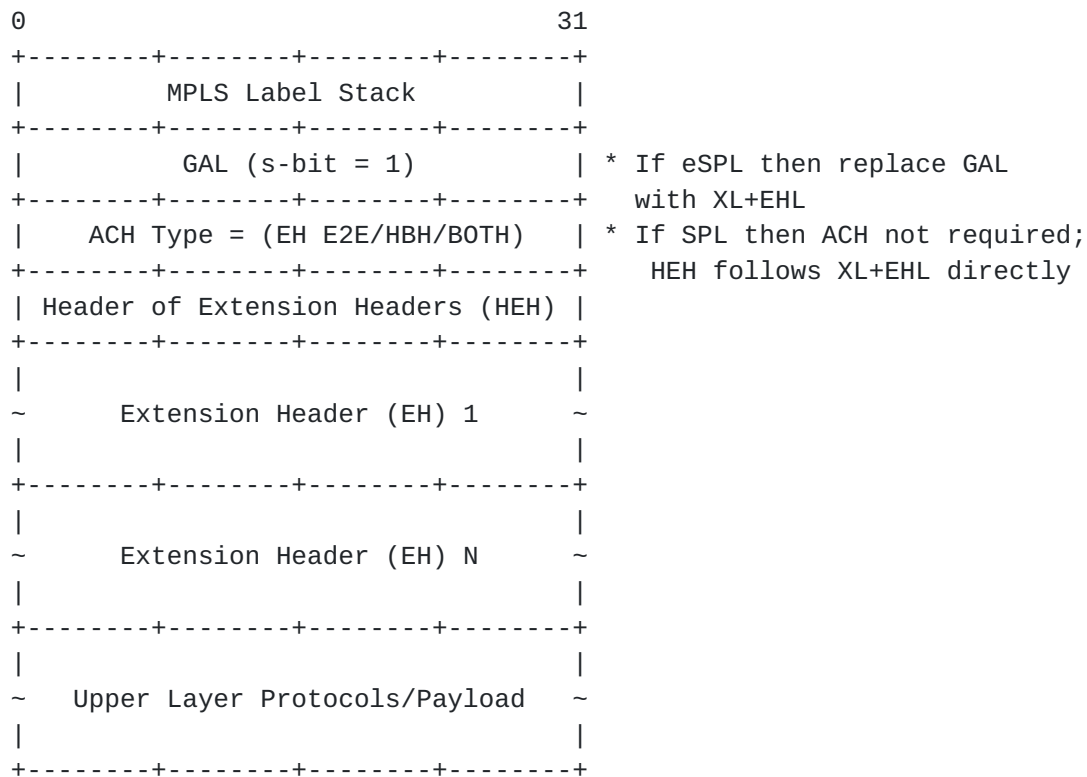 0                                  31
+--------+--------+--------+--------+
|         MPLS Label Stack          |
+--------+--------+--------+--------+
|          GAL (s-bit = 1)          | * If eSPL then replace GAL
+--------+--------+--------+--------+   with XL+EHL
|    ACH Type = (EH E2E/HBH/BOTH)   | * If SPL then ACH not required;
+--------+--------+--------+--------+    HEH follows XL+EHL directly
| Header of Extension Headers (HEH) |
+--------+--------+--------+--------+
|                                   |
~      Extension Header (EH) 1      ~
|                                   |
+--------+--------+--------+--------+
|                                   |
~      Extension Header (EH) N      ~
|                                   |
+--------+--------+--------+--------+
|                                   |
~   Upper Layer Protocols/Payload   ~
|                                   |
+--------+--------+--------+--------+